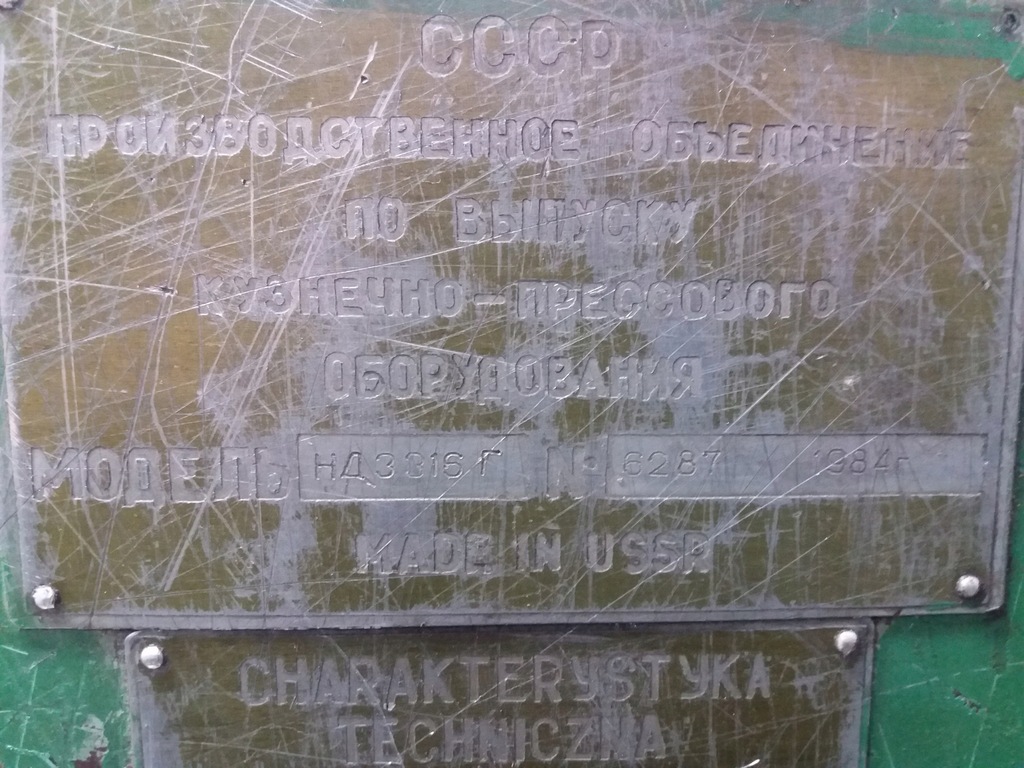 СССР
ПРОИЗВОДСТВЕННОЕ ОБЪЕДИНЕНИЕ
ПО ВЫПУСКУ
КУЗНЕЧНО-ПРЕССОВОГО
ОБОРУДОВАНИЯ
МОДЕЛЬ НД3316Г № 6287 1984г
MADE IN USSR
CHARAKTERYSTYKA
TECHNICZNA